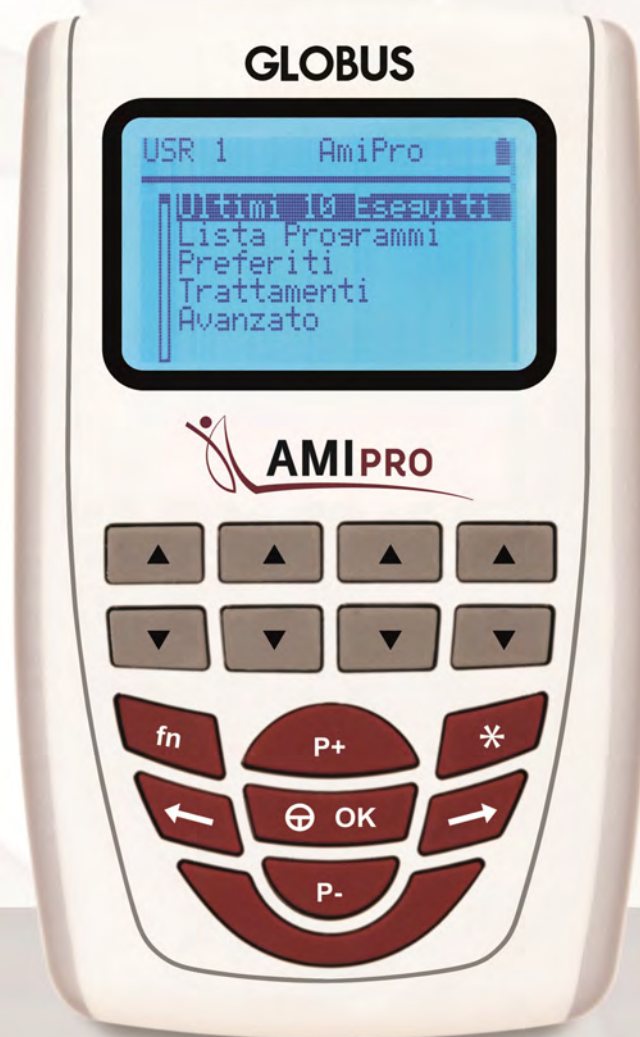 GLOBUS
USR 1 AmiPro
Ultimi 10 Eseguiti
Lista Programmi
Preferiti
Trattamenti
Avanzato
AMIPRO
fn P+ *
OK
P-